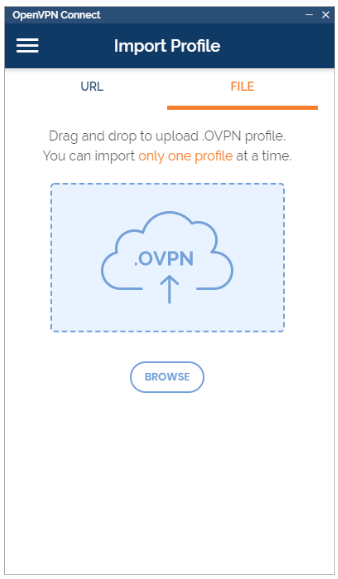 OpenVPN Connect
Import Profile
URL
FILE
Drag and drop to upload .OVPN profile.
You can import only one profile at a time.
.OVPN
BROWSE